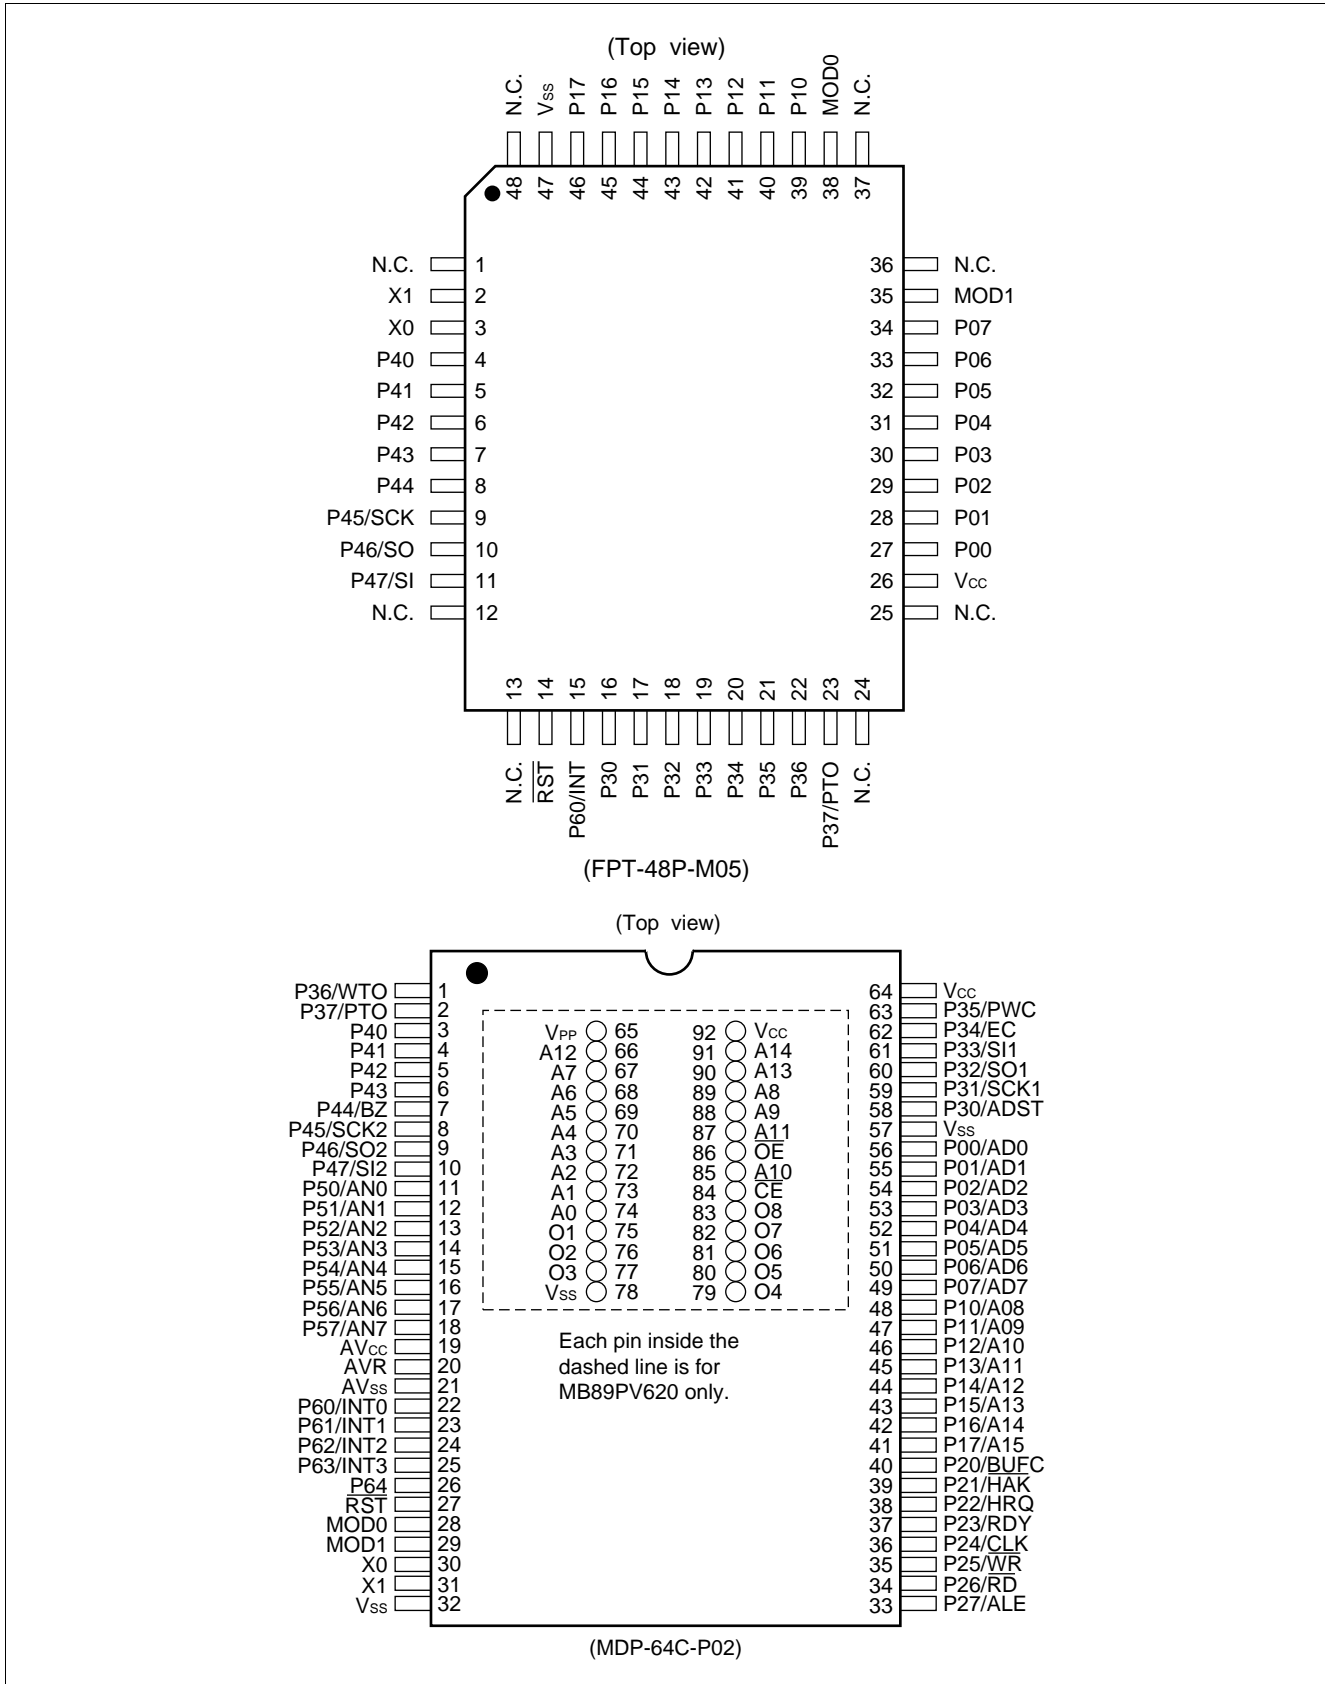 (Top view)
N.C. Vss P17 P16 P15 P14 P13 P12 P11 P10 MOD0 N.C.
48 47 46 45 44 43 42 41 40 39 38 37
N.C. 1 36 N.C.
X1 2 35 MOD1
X0 3 34 P07
P40 4 33 P06
P41 5 32 P05
P42 6 31 P04
P43 7 30 P03
P44 8 29 P02
P45/SCK 9 28 P01
P46/SO 10 27 P00
P47/SI 11 26 Vcc
N.C. 12 25 N.C.
13 14 15 16 17 18 19 20 21 22 23 24
N.C. RST P60/INT P30 P31 P32 P33 P34 P35 P36 P37/PTO N.C.
(FPT-48P-M05)
(Top view)
P36/WTO 1 64 Vcc
P37/PTO 2 63 P35/PWC
P40 3 VPP 65 92 Vcc 62 P34/EC
P41 4 A12 66 91 A14 61 P33/SI1
P42 5 A7 67 90 A13 60 P32/SO1
P43 6 A6 68 89 A8 59 P31/SCK1
P44/BZ 7 A5 69 88 A9 58 P30/ADST
P45/SCK2 8 A4 70 87 A11 57 Vss
P46/SO2 9 A3 71 86 OE 56 P00/AD0
P47/SI2 10 A2 72 85 A10 55 P01/AD1
P50/AN0 11 A1 73 84 CE 54 P02/AD2
P51/AN1 12 A0 74 83 O8 53 P03/AD3
P52/AN2 13 O1 75 82 O7 52 P04/AD4
P53/AN3 14 O2 76 81 O6 51 P05/AD5
P54/AN4 15 O3 77 80 O5 50 P06/AD6
P55/AN5 16 Vss 78 79 O4 49 P07/AD7
P56/AN6 17 48 P10/A08
P57/AN7 18 47 P11/A09
AVcc 19 46 P12/A10
AVR 20 45 P13/A11
AVss 21 44 P14/A12
P60/INT0 22 43 P15/A13
P61/INT1 23 42 P16/A14
P62/INT2 24 41 P17/A15
P63/INT3 25 40 P20/BUFC
P64 26 39 P21/HAK
RST 27 38 P22/HRQ
MOD0 28 37 P23/RDY
MOD1 29 36 P24/CLK
X0 30 35 P25/WR
X1 31 34 P26/RD
Vss 32 33 P27/ALE
Each pin inside the
dashed line is for
MB89PV620 only.
(MDP-64C-P02)